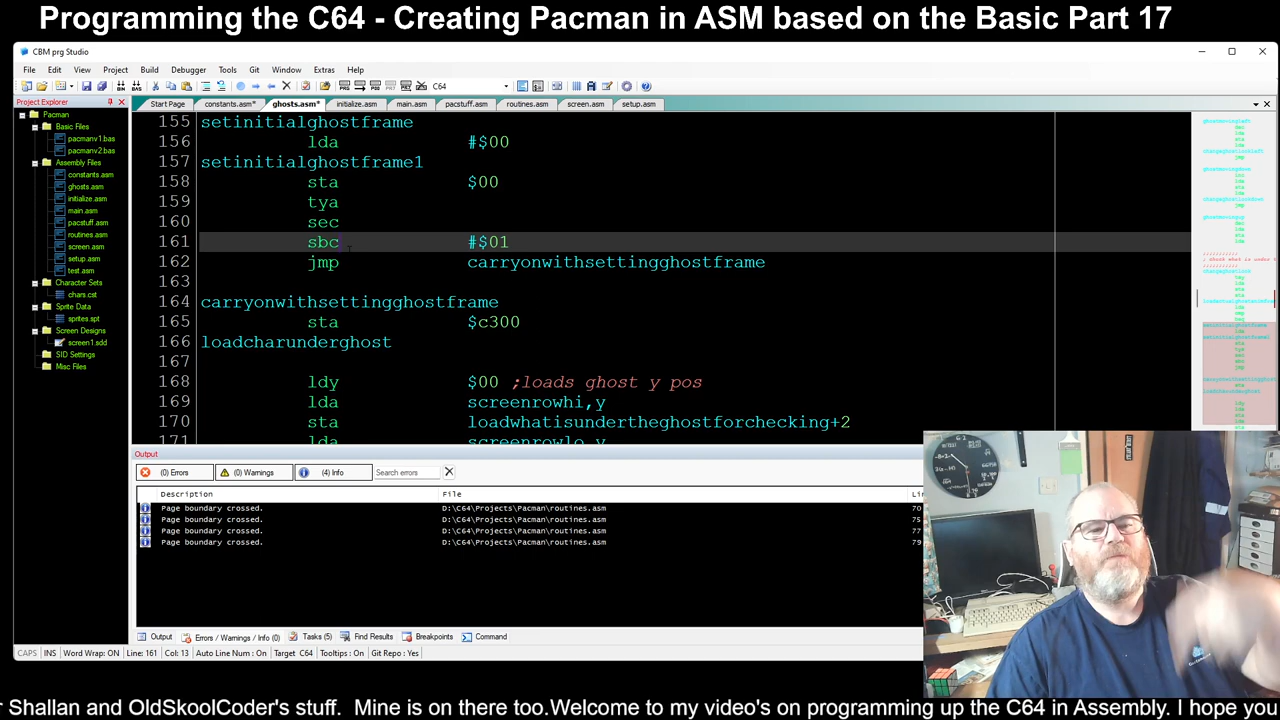 Programming the C64 - Creating Pacman in ASM based on the Basic Part 17
CBM prg Studio
File Edit View Project Build Debugger Tools Git Window Extras Help
C64
Project Explorer
Start Page constants.asm* ghosts.asm* initialize.asm main.asm pacstuff.asm routines.asm screen.asm setup.asm
Pacman
Basic Files
pacmanv1.bas
pacmanv2.bas
Assembly Files
constants.asm
ghosts.asm
initialize.asm
main.asm
pacstuff.asm
routines.asm
screen.asm
setup.asm
test.asm
Character Sets
chars.cst
Sprite Data
sprites.spt
Screen Designs
screen1.sdd
SID Settings
Misc Files
155 setinitialghostframe
156 lda #$00
157 setinitialghostframe1
158 sta $00
159 tya
160 sec
161 sbc #$01
162 jmp carryonwithsettingghostframe
163
164 carryonwithsettingghostframe
165 sta $c300
166 loadcharunderghost
167
168 ldy $00 ;loads ghost y pos
169 lda screenrowhi,y
170 sta loadwhatisundertheghostforchecking+2
171 lda screenrowlo,y
Output
(0) Errors (0) Warnings (4) Info Search errors
Description File
Page boundary crossed. D:\C64\Projects\Pacman\routines.asm 70
Page boundary crossed. D:\C64\Projects\Pacman\routines.asm 75
Page boundary crossed. D:\C64\Projects\Pacman\routines.asm 77
Page boundary crossed. D:\C64\Projects\Pacman\routines.asm 79
Output Errors / Warnings / Info (0) Tasks (5) Find Results Breakpoints Command
CAPS INS Word Wrap: ON Line: 161 Col: 13 Auto Line Num : On Target C64 Tooltips : On Git Repo : Yes
r Shallan and OldSkoolCoder's stuff. Mine is on there too.Welcome to my video's on programming up the C64 in Assembly. I hope you